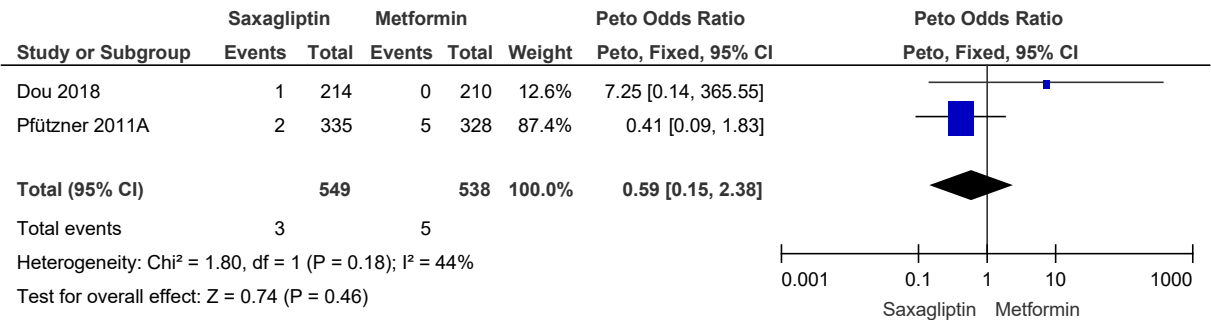 Saxagliptin Metformin Peto Odds Ratio Peto Odds Ratio
Study or Subgroup Events Total Events Total Weight Peto, Fixed, 95% CI Peto, Fixed, 95% CI
Dou 2018 1 214 0 210 12.6% 7.25 [0.14, 365.55]
Pfützner 2011A 2 335 5 328 87.4% 0.41 [0.09, 1.83]
Total (95% CI) 549 538 100.0% 0.59 [0.15, 2.38]
Total events 3 5
Heterogeneity: Chi² = 1.80, df = 1 (P = 0.18); I² = 44%
Test for overall effect: Z = 0.74 (P = 0.46)
0.001 0.1 1 10 1000
Saxagliptin Metformin